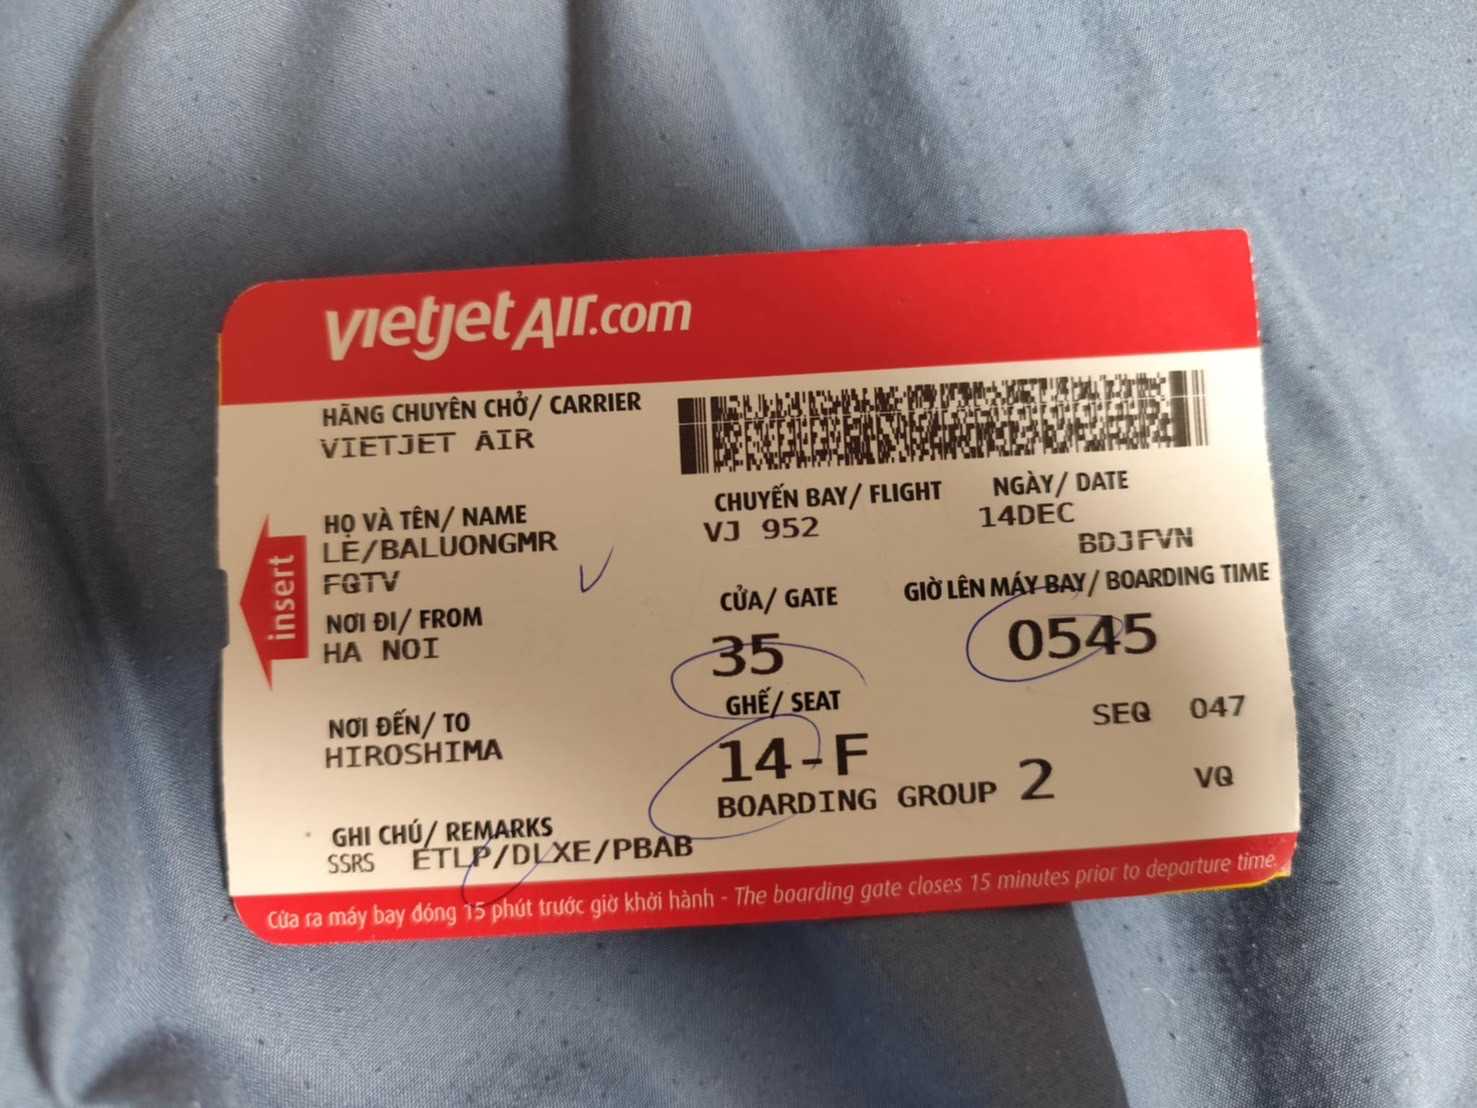 vietjet Air.com
HÃNG CHUYÊN CHỞ/ CARRIER
VIETJET AIR
HỌ VÀ TÊN/ NAME
LE/BALUONGMR
FQTV
NƠI ĐI/ FROM
HA NOI
NƠI ĐẾN/ TO
HIROSHIMA
GHI CHÚ/ REMARKS
SSRS ETLP/DLXE/PBAB
insert
CHUYẾN BAY/ FLIGHT
VJ 952
NGÀY/ DATE
14DEC
BDJFVN
CỬA/ GATE
35
GIỜ LÊN MÁY BAY/ BOARDING TIME
0545
GHẾ/ SEAT
14-F
SEQ 047
BOARDING GROUP 2
VQ
Cửa ra máy bay đóng 15 phút trước giờ khởi hành - The boarding gate closes 15 minutes prior to departure time.